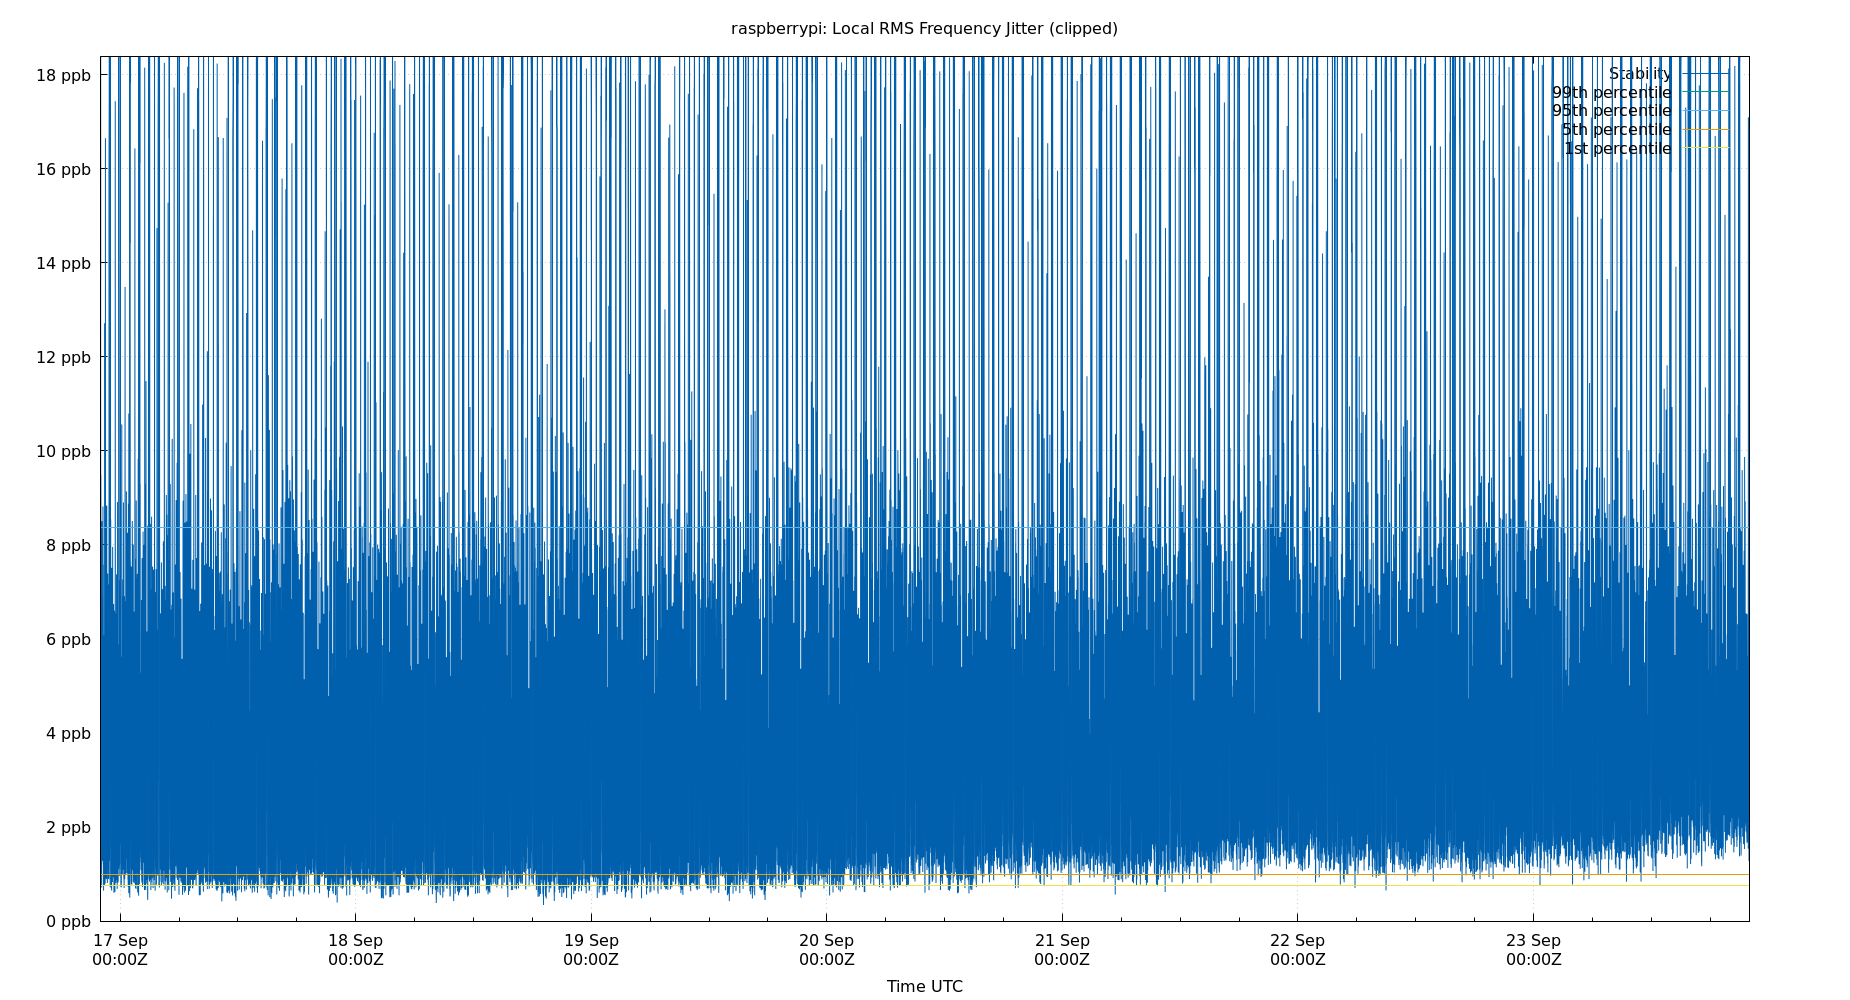 raspberrypi: Local RMS Frequency Jitter (clipped)
18 ppb
16 ppb
14 ppb
12 ppb
10 ppb
8 ppb
6 ppb
4 ppb
2 ppb
0 ppb
Stability
99th percentile
95th percentile
5th percentile
1st percentile
17 Sep 18 Sep 19 Sep 20 Sep 21 Sep 22 Sep 23 Sep
00:00Z 00:00Z 00:00Z 00:00Z 00:00Z 00:00Z 00:00Z
Time UTC